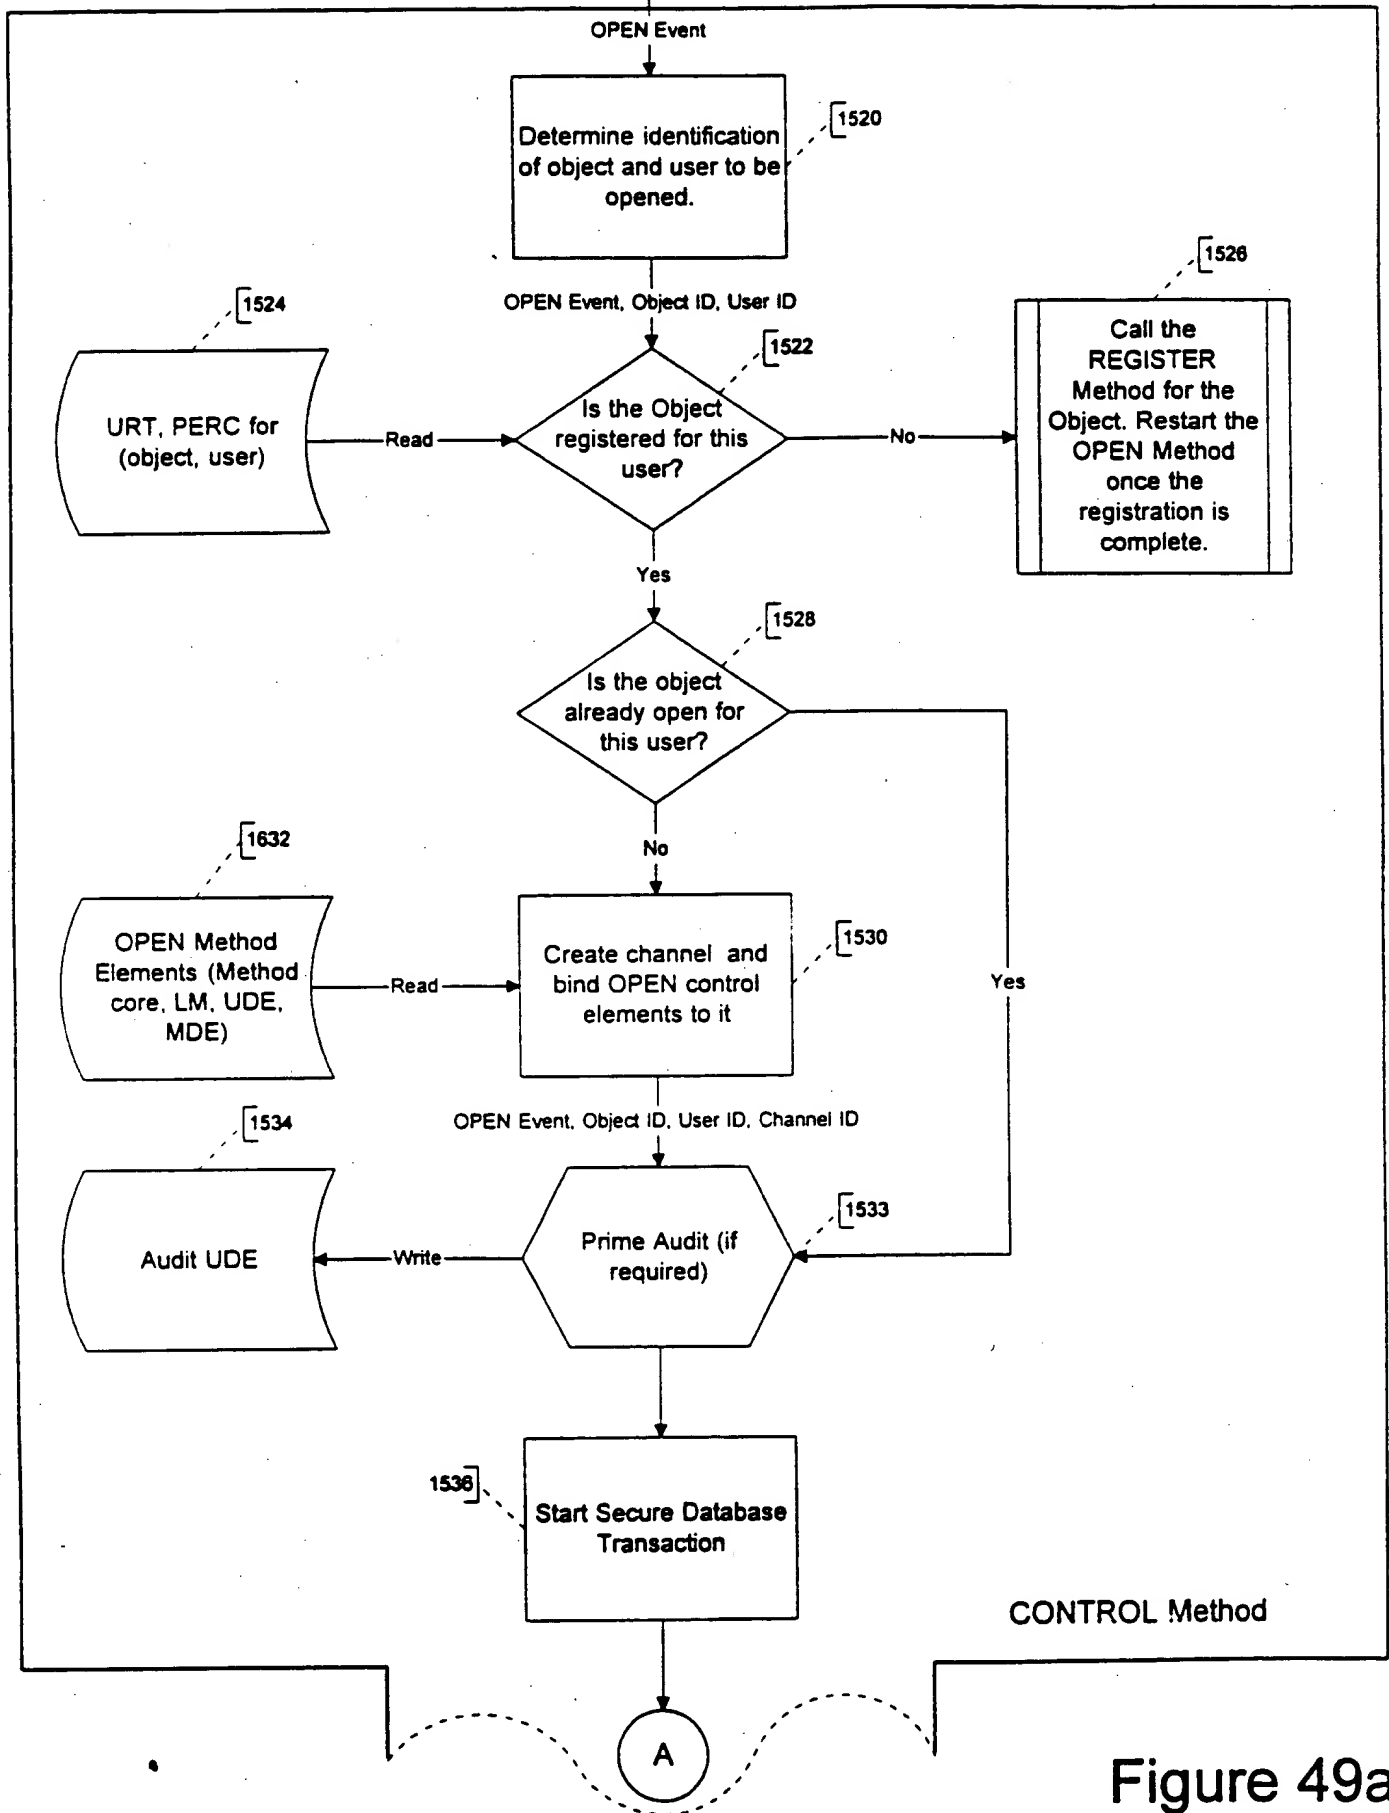 OPEN Event
Determine identification
of object and user to be
opened.
1520
OPEN Event, Object ID, User ID
1524
URT, PERC for
(object, user)
Read
1522
Is the Object
registered for this
user?
No
1526
Call the
REGISTER
Method for the
Object. Restart the
OPEN Method
once the
registration is
complete.
Yes
1528
Is the object
already open for
this user?
No
Yes
1632
OPEN Method
Elements (Method
core, LM, UDE,
MDE)
Read
Create channel and
bind OPEN control
elements to it
1530
OPEN Event, Object ID, User ID, Channel ID
1534
Audit UDE
Write
Prime Audit (if
required)
1533
1536
Start Secure Database
Transaction
CONTROL Method
A
Figure 49a